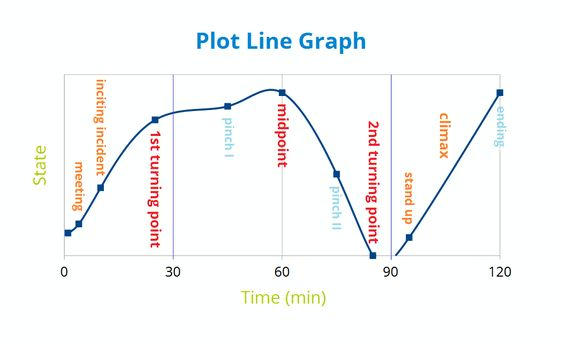 Plot Line Graph
State
meeting
inciting incident
1st turning point
pinch I
midpoint
pinch II
2nd turning point
stand up
climax
ending
0
30
60
90
120
Time (min)